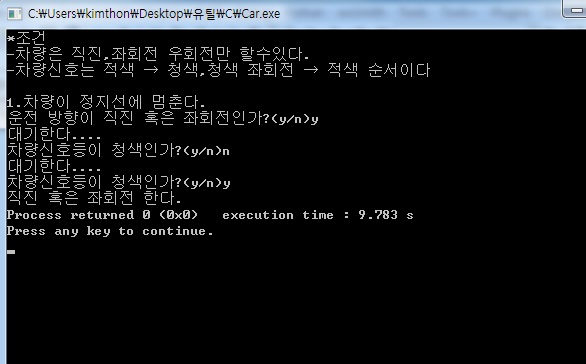 C:₩Users₩kimthon₩Desktop₩유틸₩C₩Car.exe
*조건
-차량은 직진,좌회전 우회전만 할수있다.
-차량신호는 적색 → 청색,청색 좌회전 → 적색 순서이다
1.차량이 정지선에 멈춘다.
운전 방향이 직진 혹은 좌회전인가?(y/n)y
대기한다....
차량신호등이 청색인가?(y/n)n
대기한다....
차량신호등이 청색인가?(y/n)y
직진 혹은 좌회전 한다.
Process returned 0 (0x0)   execution time : 9.783 s
Press any key to continue.